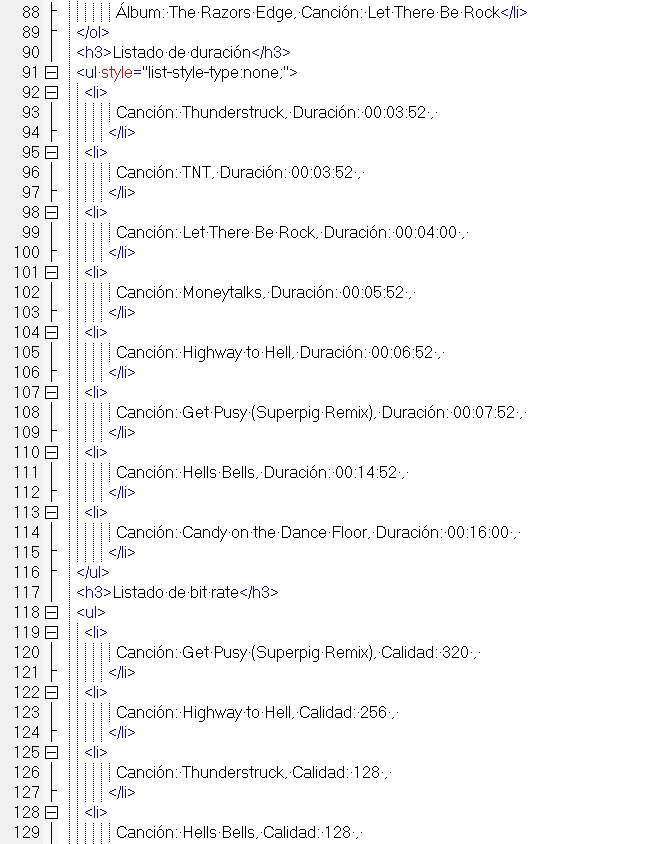 88 Álbum: The Razors Edge, Canción: Let There Be Rock</li>
89 </ol>
90 <h3>Listado de duración</h3>
91 <ul style="list-style-type:none;">
92 <li>
93 Canción: Thunderstruck, Duración: 00:03:52 ,
94 </li>
95 <li>
96 Canción: TNT, Duración: 00:03:52 ,
97 </li>
98 <li>
99 Canción: Let There Be Rock, Duración: 00:04:00 ,
100 </li>
101 <li>
102 Canción: Moneytalks, Duración: 00:05:52 ,
103 </li>
104 <li>
105 Canción: Highway to Hell, Duración: 00:06:52 ,
106 </li>
107 <li>
108 Canción: Get Pusy (Superpig Remix), Duración: 00:07:52 ,
109 </li>
110 <li>
111 Canción: Hells Bells, Duración: 00:14:52 ,
112 </li>
113 <li>
114 Canción: Candy on the Dance Floor, Duración: 00:16:00 ,
115 </li>
116 </ul>
117 <h3>Listado de bit rate</h3>
118 <ul>
119 <li>
120 Canción: Get Pusy (Superpig Remix), Calidad: 320 ,
121 </li>
122 <li>
123 Canción: Highway to Hell, Calidad: 256 ,
124 </li>
125 <li>
126 Canción: Thunderstruck, Calidad: 128 ,
127 </li>
128 <li>
129 Canción: Hells Bells, Calidad: 128 ,